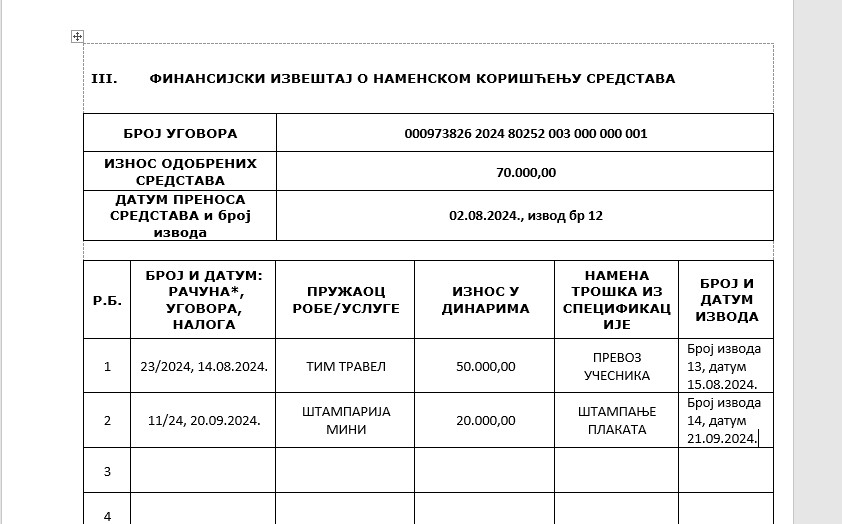 III. ФИНАНСИЈСКИ ИЗВЕШТАЈ О НАМЕНСКОМ КОРИШЋЕЊУ СРЕДСТАВА
БРОЈ УГОВОРА
000973826 2024 80252 003 000 000 001
ИЗНОС ОДОБРЕНИХ
СРЕДСТАВА
70.000,00
ДАТУМ ПРЕНОСА
СРЕДСТАВА и број
извода
02.08.2024., извод бр 12
Р.Б.
БРОЈ И ДАТУМ:
РАЧУНА*,
УГОВОРА,
НАЛОГА
ПРУЖАОЦ
РОБЕ/УСЛУГЕ
ИЗНОС У
ДИНАРИМА
НАМЕНА
ТРОШКА ИЗ
СПЕЦИФИКАЦ
ИЈЕ
БРОЈ И
ДАТУМ
ИЗВОДА
1
23/2024, 14.08.2024.
ТИМ ТРАВЕЛ
50.000,00
ПРЕВОЗ
УЧЕСНИКА
Број извода
13, датум
15.08.2024.
2
11/24, 20.09.2024.
ШТАМПАРИЈА
МИНИ
20.000,00
ШТАМПАЊЕ
ПЛАКАТА
Број извода
14, датум
21.09.2024.
3
4